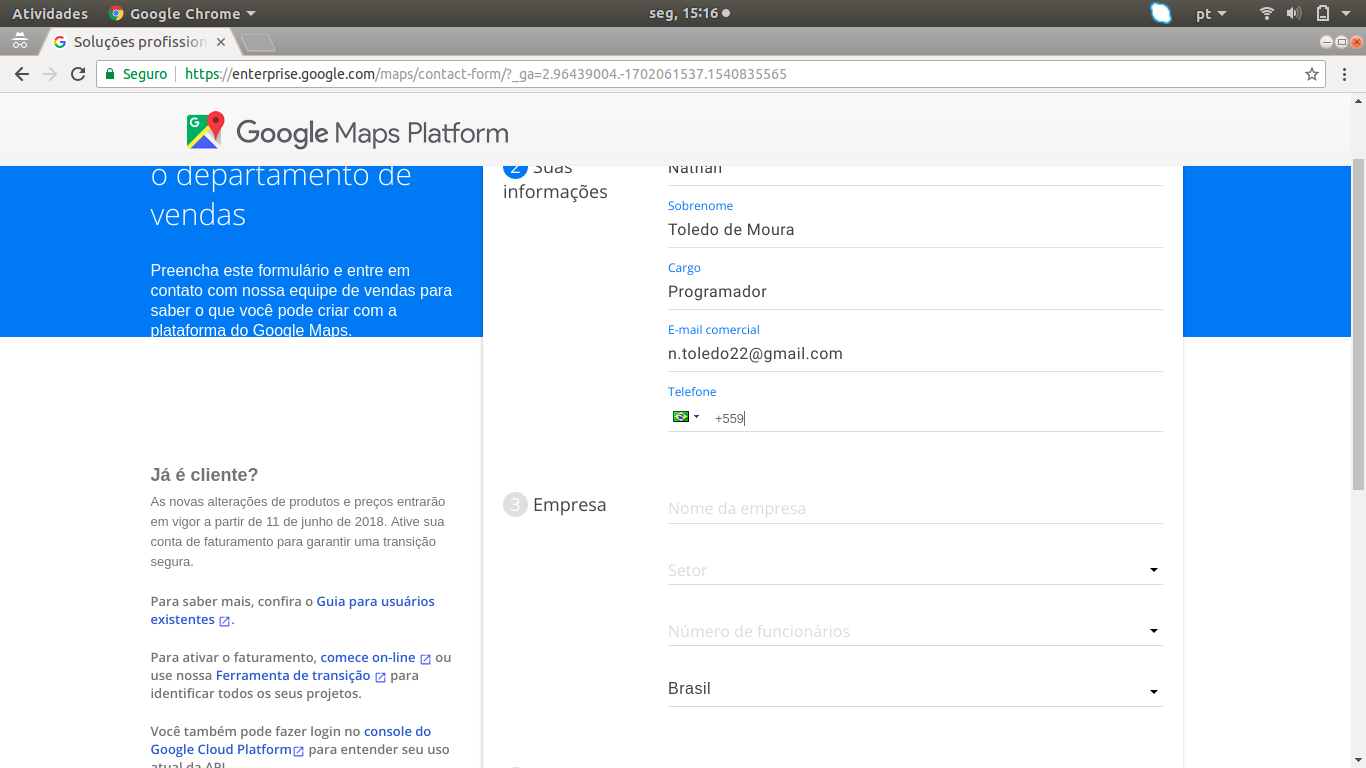 Atividades
Google Chrome
seg, 15:16
pt
Soluções profission
Seguro
https://enterprise.google.com/maps/contact-form/?_ga=2.96439004.-1702061537.1540835565
G
Google Maps Platform
o departamento de
vendas
Preencha este formulário e entre em
contato com nossa equipe de vendas para
saber o que você pode criar com a
plataforma do Google Maps.
Já é cliente?
As novas alterações de produtos e preços entrarão
em vigor a partir de 11 de junho de 2018. Ative sua
conta de faturamento para garantir uma transição
segura.
Para saber mais, confira o Guia para usuários
existentes .
Para ativar o faturamento, comece on-line ou
use nossa Ferramenta de transição para
identificar todos os seus projetos.
Você também pode fazer login no console do
Google Cloud Platform para entender seu uso
atual da API.
2 Suas
informações
Nathan
Sobrenome
Toledo de Moura
Cargo
Programador
E-mail comercial
n.toledo22@gmail.com
Telefone
+559
3 Empresa
Nome da empresa
Setor
Número de funcionários
Brasil